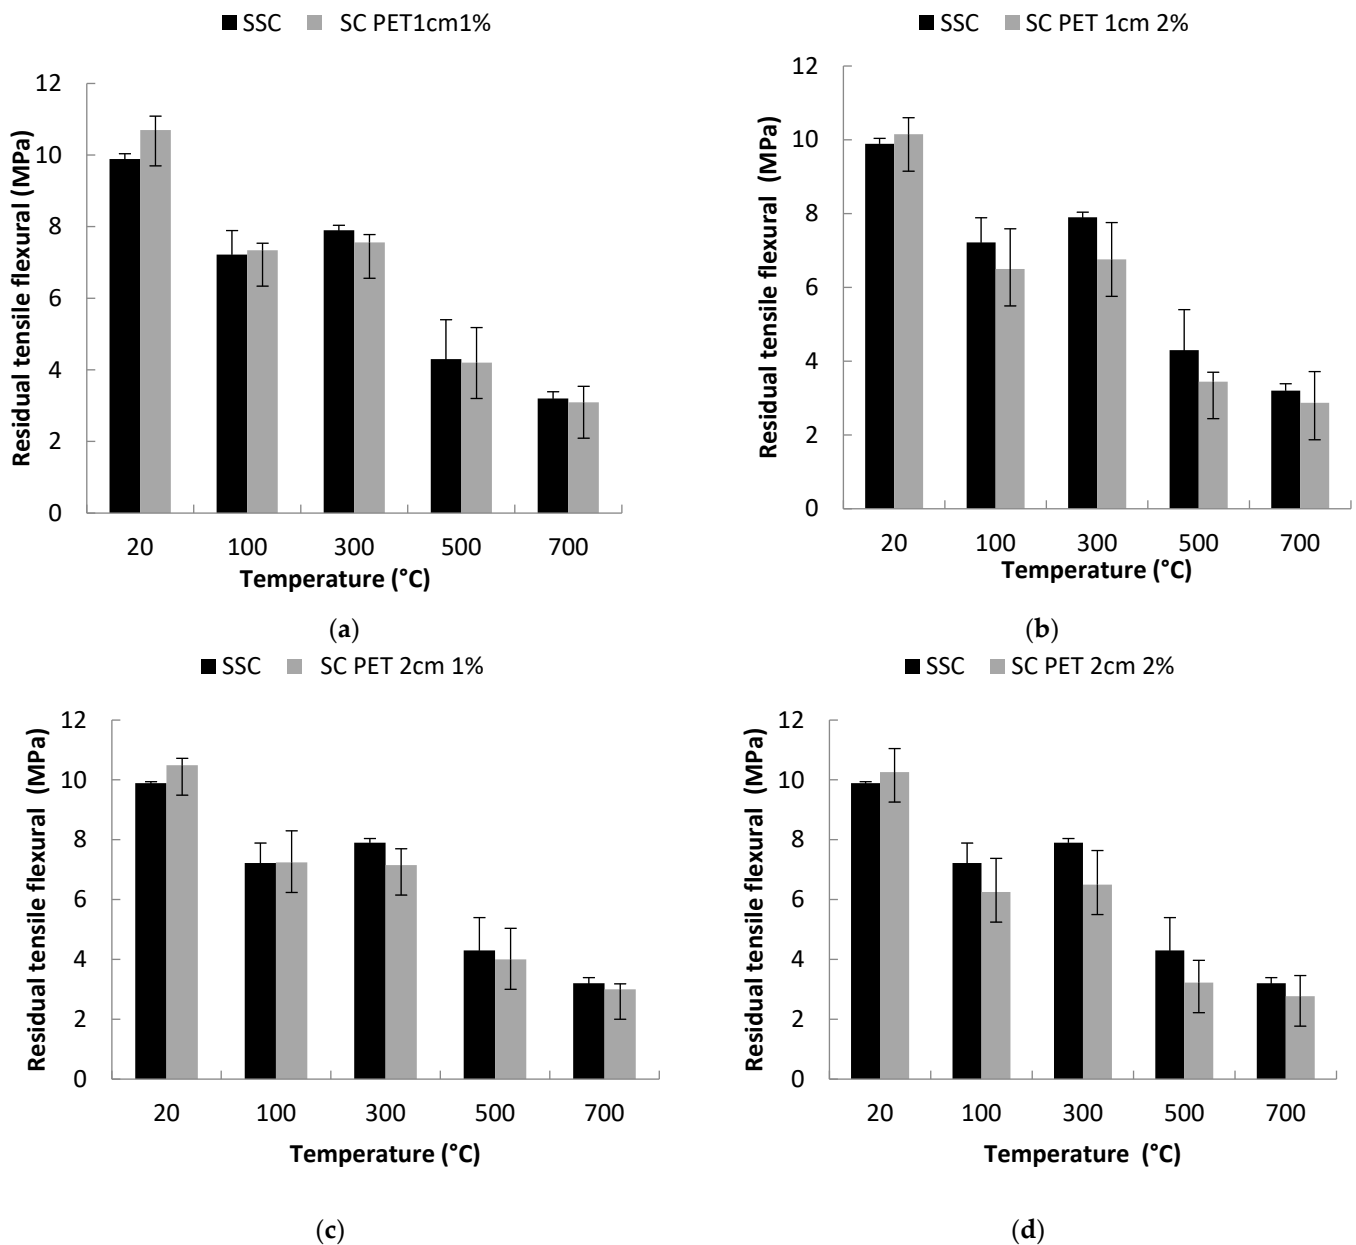 SSC SC PET1cm1%
Residual tensile flexural (MPa)
12
10
8
6
4
2
0
20 100 300 500 700
Temperature (°C)
(a)
SSC SC PET 1cm 2%
Residual tensile flexural (MPa)
12
10
8
6
4
2
0
20 100 300 500 700
Temperature (°C)
(b)
SSC SC PET 2cm 1%
Residual tensile flexural (MPa)
12
10
8
6
4
2
0
20 100 300 500 700
Temperature (°C)
(c)
SSC SC PET 2cm 2%
Residual tensile flexural (MPa)
12
10
8
6
4
2
0
20 100 300 500 700
Temperature (°C)
(d)